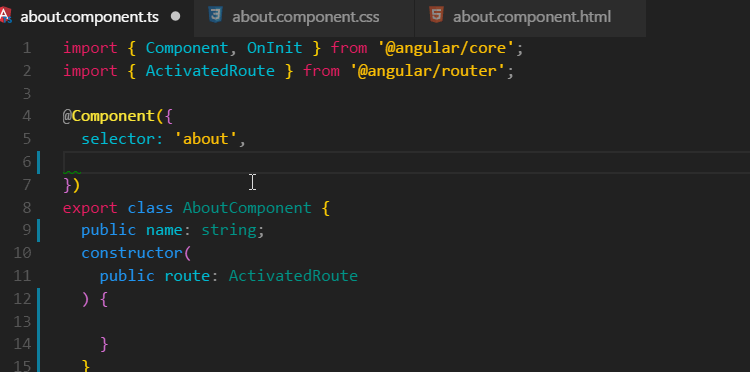 about.component.ts about.component.css about.component.html
1 import { Component, OnInit } from '@angular/core';
2 import { ActivatedRoute } from '@angular/router';
3
4 @Component({
5 selector: 'about',
6
7 })
8 export class AboutComponent {
9 public name: string;
10 constructor(
11 public route: ActivatedRoute
12 ) {
13
14 }
15 }